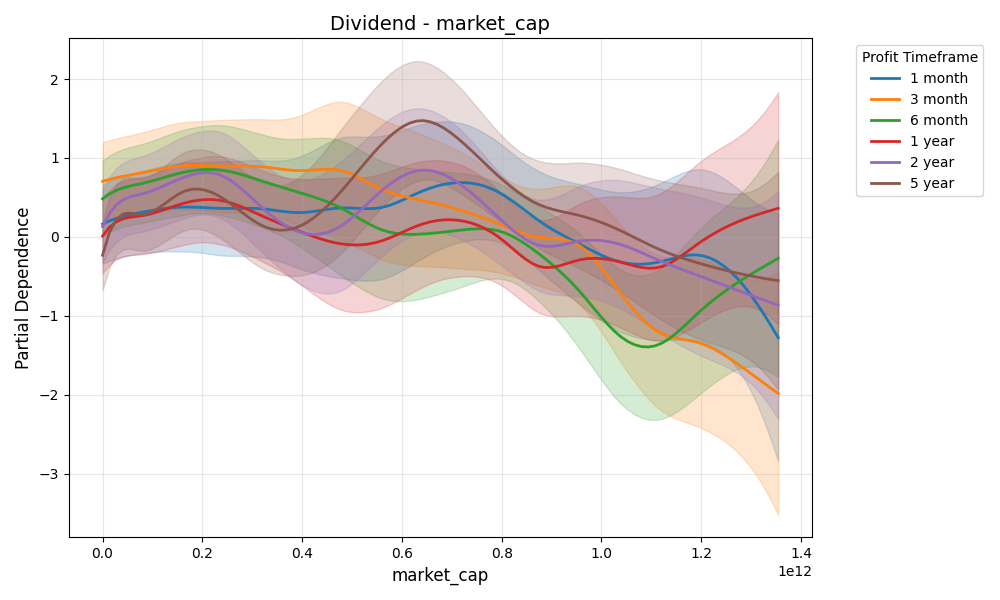 Dividend - market_cap
Profit Timeframe
1 month
3 month
6 month
1 year
2 year
5 year
Partial Dependence
2
1
0
−1
−2
−3
0.0 0.2 0.4 0.6 0.8 1.0 1.2 1.4
1e12
market_cap